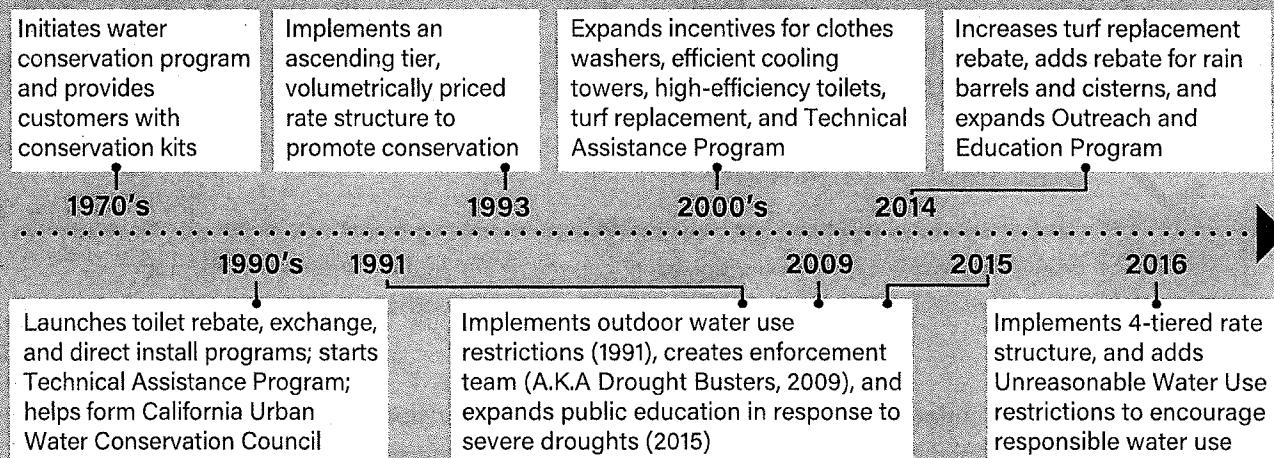 Initiates water
conservation program
and provides
customers with
conservation kits
Implements an
ascending tier,
volumetrically priced
rate structure to
promote conservation
Expands incentives for clothes
washers, efficient cooling
towers, high-efficiency toilets,
turf replacement, and Technical
Assistance Program
Increases turf replacement
rebate, adds rebate for rain
barrels and cisterns, and
expands Outreach and
Education Program
1970's
1993
2000's
2014
1990's
1991
2009
2015
2016
Launches toilet rebate, exchange,
and direct install programs; starts
Technical Assistance Program;
helps form California Urban
Water Conservation Council
Implements outdoor water use
restrictions (1991), creates enforcement
team (A.K.A Drought Busters, 2009), and
expands public education in response to
severe droughts (2015)
Implements 4-tiered rate
structure, and adds
Unreasonable Water Use
restrictions to encourage
responsible water use